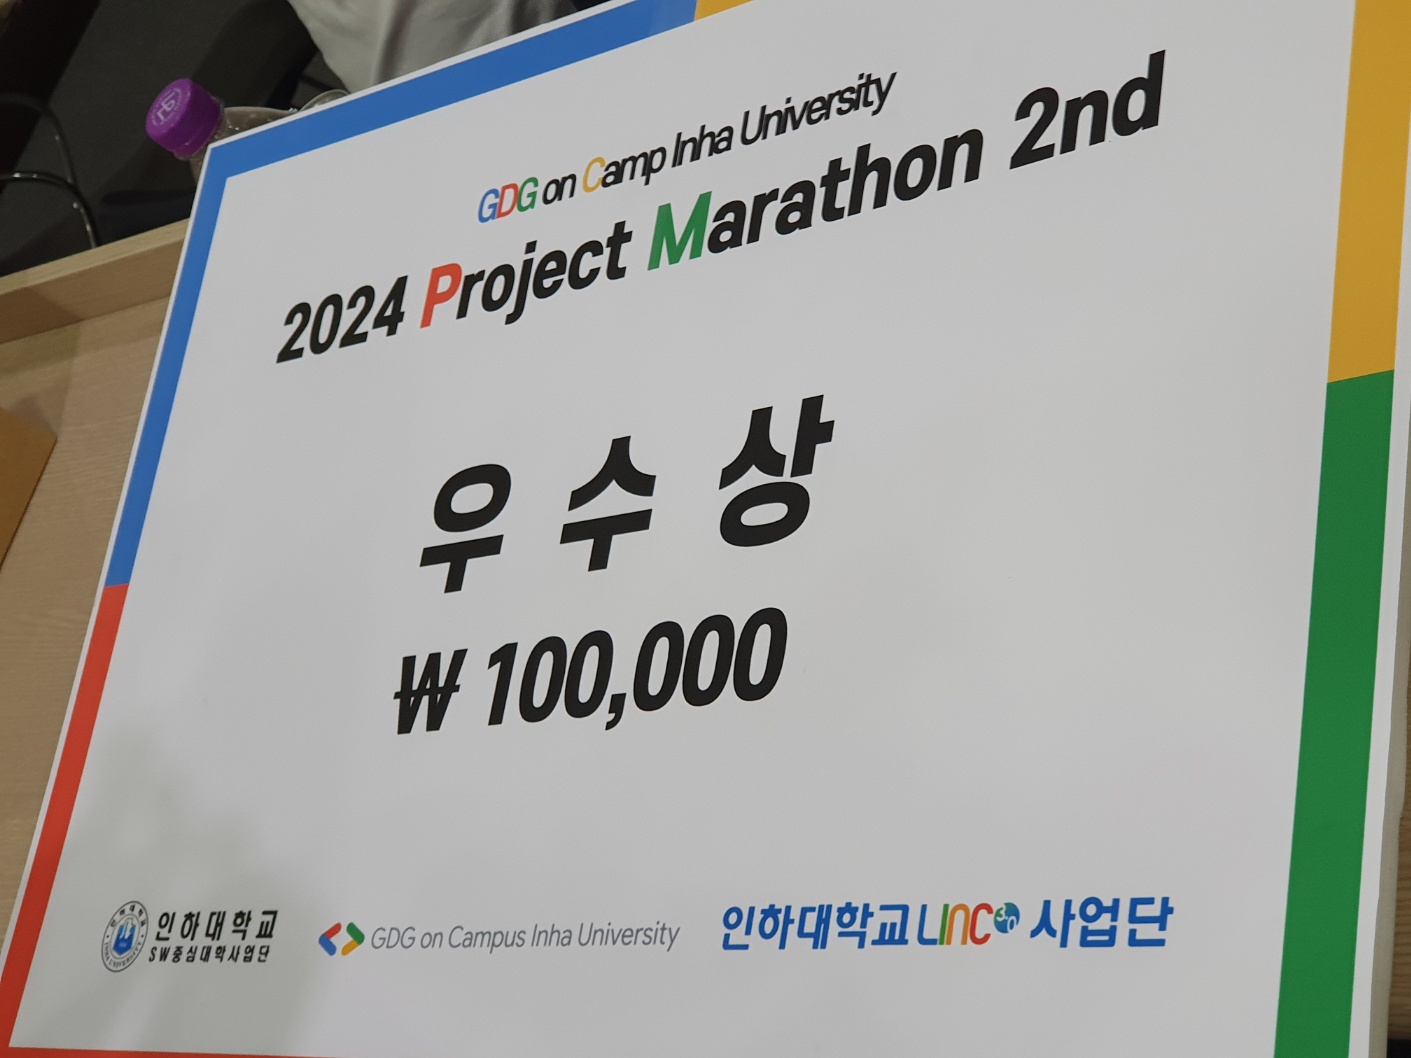 GDG on Camp Inha University
2024 Project Marathon 2nd
우수상
₩ 100,000
인하대학교
SW중심대학사업단
GDG on Campus Inha University
인하대학교 LINC 3.0 사업단